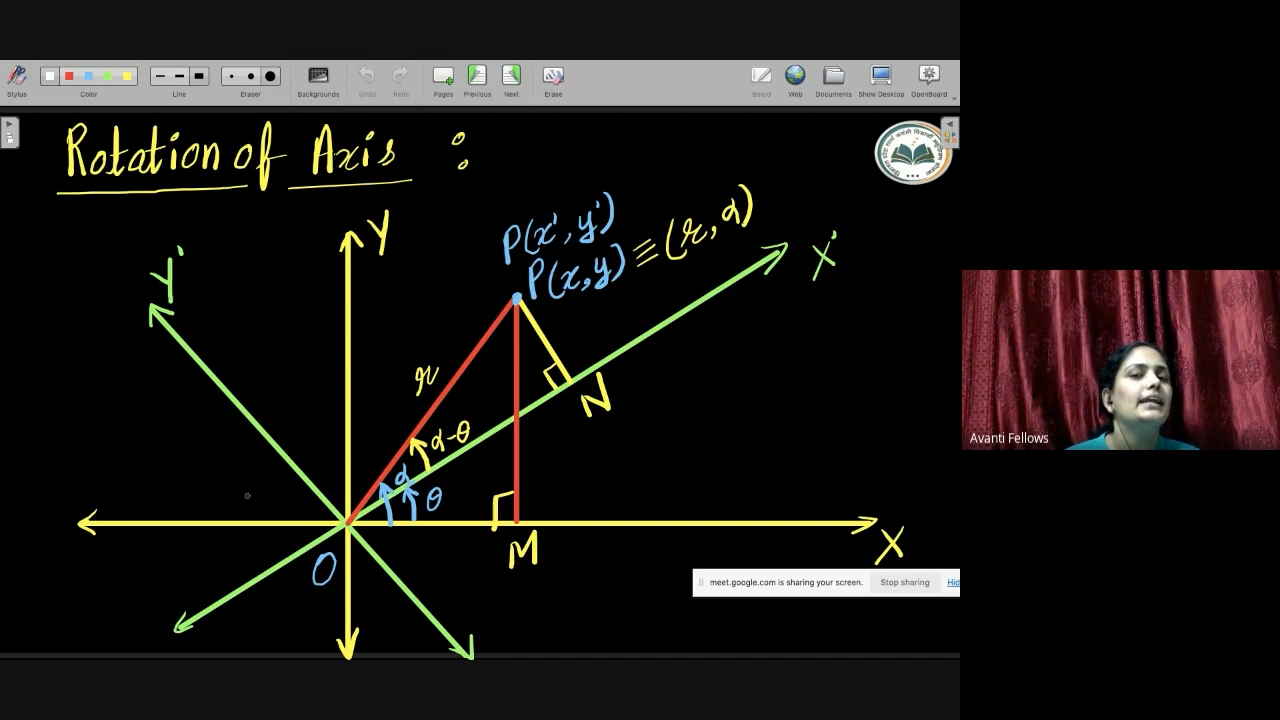 Stylus
Color
Line
Eraser
Backgrounds
Undo
Redo
Pages
Previous
Next
Erase
Board
Web
Documents
Show Desktop
OpenBoard
Rotation of Axis :
Y
Y'
P(x', y')
P(x, y) ≡ (r, α)
X'
r
N
α-θ
α
θ
M
X
O
meet.google.com is sharing your screen.
Stop sharing
Hid
Avanti Fellows